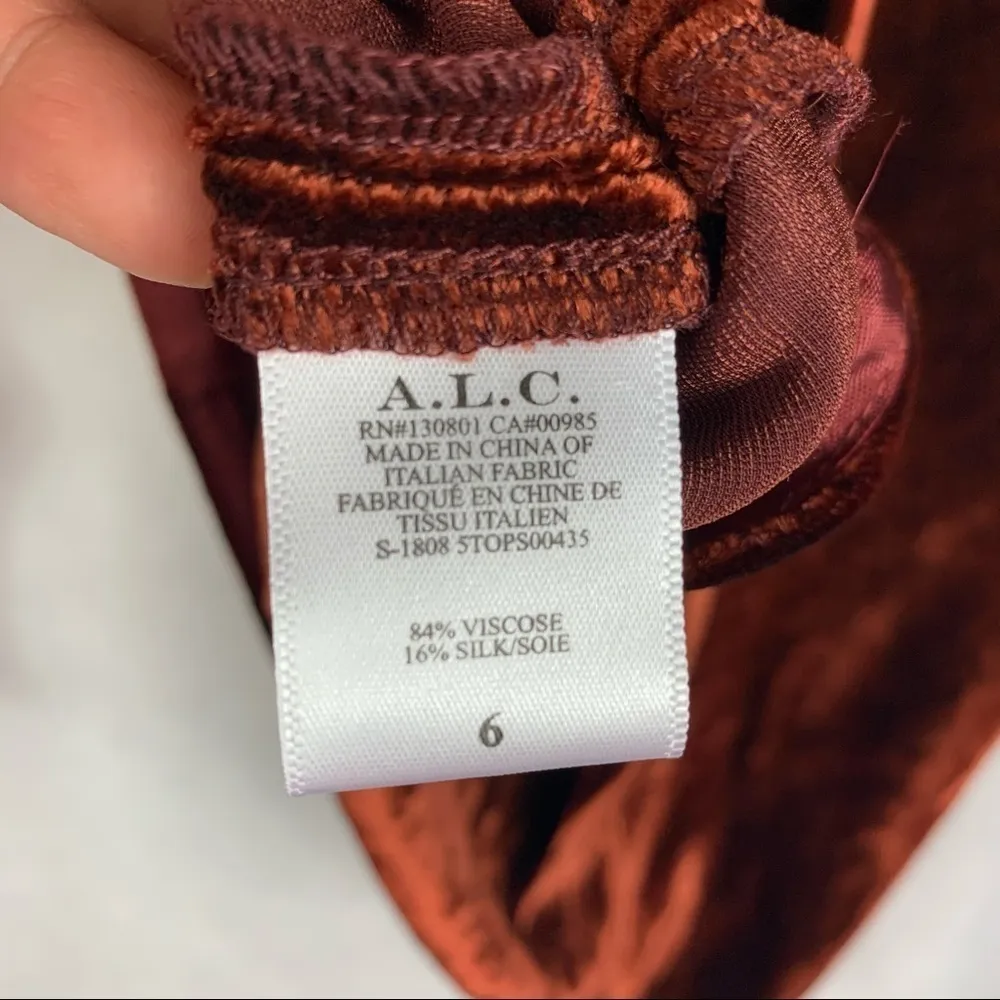 A.L.C.
RN#130801 CA#00985
MADE IN CHINA OF
ITALIAN FABRIC
FABRIQUÉ EN CHINE DE
TISSU ITALIEN
S-1808 5TOPS00435
84% VISCOSE
16% SILK/SOIE
6